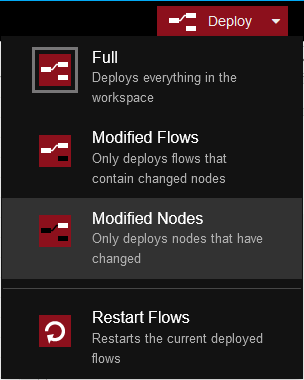 Deploy
Full
Deploys everything in the
workspace
Modified Flows
Only deploys flows that
contain changed nodes
Modified Nodes
Only deploys nodes that have
changed
Restart Flows
Restarts the current deployed
flows